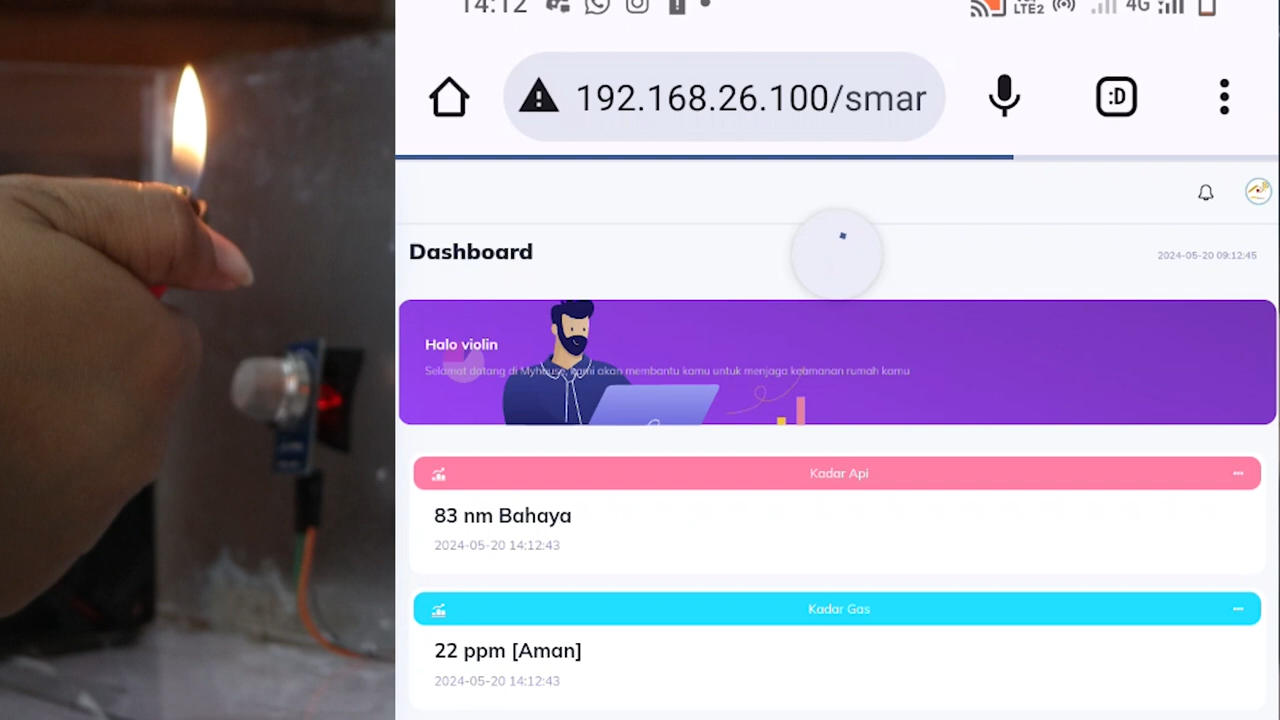 14:12
LTE2 4G
192.168.26.100/smar
:D
Dashboard
2024-05-20 09:12:45
Halo violin
Selamat datang di Myhouse, kami akan membantu kamu untuk menjaga keamanan rumah kamu
Kadar Api
83 nm Bahaya
2024-05-20 14:12:43
Kadar Gas
22 ppm [Aman]
2024-05-20 14:12:43